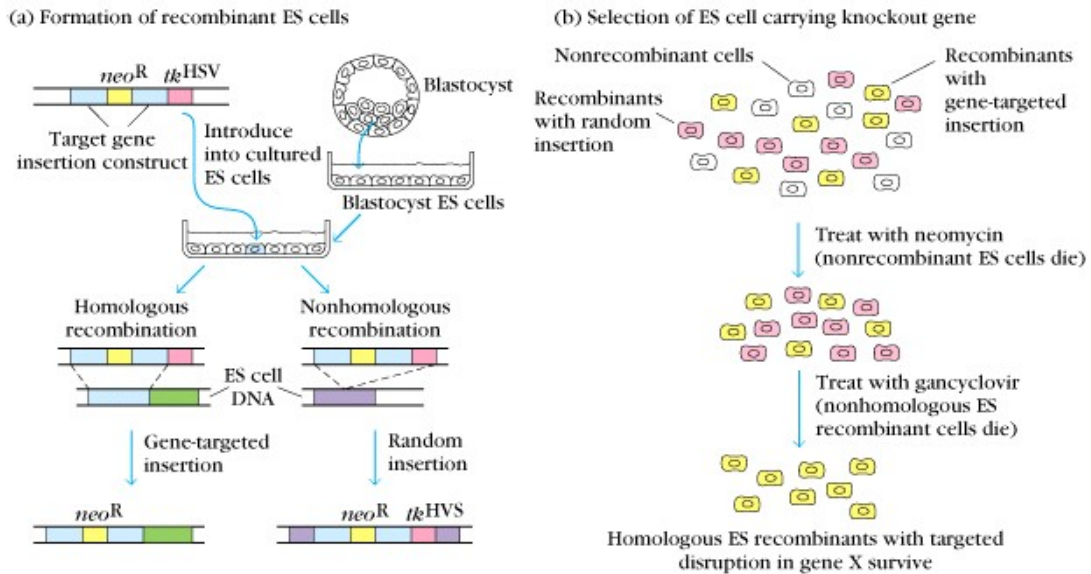 (a) Formation of recombinant ES cells
neoR tkHSV
Target gene
insertion construct
Introduce
into cultured
ES cells
Blastocyst
Blastocyst ES cells
Homologous
recombination
Nonhomologous
recombination
ES cell
DNA
Gene-targeted
insertion
Random
insertion
neoR
neoR tkHVS
(b) Selection of ES cell carrying knockout gene
Nonrecombinant cells
Recombinants
with
gene-targeted
insertion
Recombinants
with random
insertion
Treat with neomycin
(nonrecombinant ES cells die)
Treat with gancyclovir
(nonhomologous ES
recombinant cells die)
Homologous ES recombinants with targeted
disruption in gene X survive